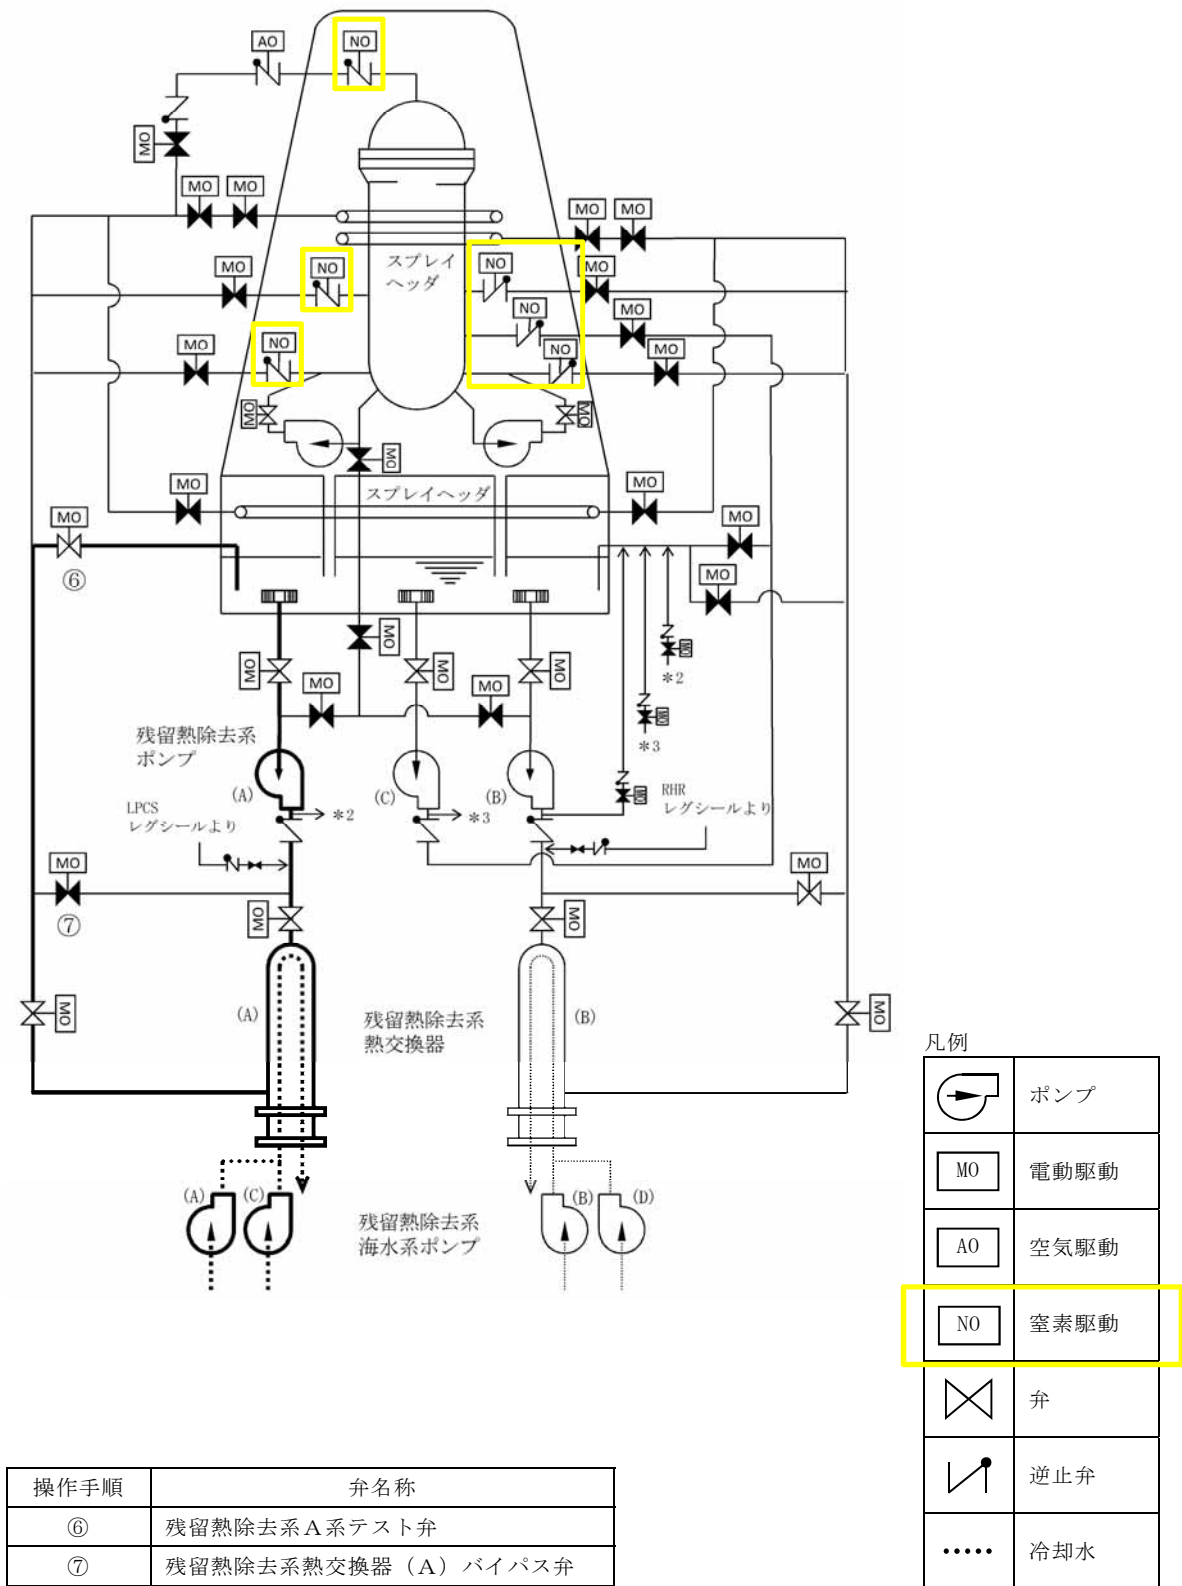 AO
NO
MO
MO
MO
MO
MO
スプレイ
ヘッダ
MO
NO
NO
MO
NO
MO
MO
NO
MO
NO
MO
MO
MO
MO
MO
スプレイヘッダ
MO
MO
MO
MO
⑥
MO
MO
MO
MO
MO
MO
MO
MO
*2
MO
*3
残留熱除去系
ポンプ
(A)
(C)
(B)
MO
RHR
レグシールより
LPCS
レグシールより
*2
*3
MO
⑦
MO
MO
MO
MO
(A)
残留熱除去系
熱交換器
(B)
MO
(A)
(C)
残留熱除去系
海水系ポンプ
(B)
(D)
凡例
ポンプ
MO 電動駆動
AO 空気駆動
NO 窒素駆動
弁
逆止弁
冷却水
操作手順 弁名称
⑥ 残留熱除去系A系テスト弁
⑦ 残留熱除去系熱交換器(A)バイパス弁